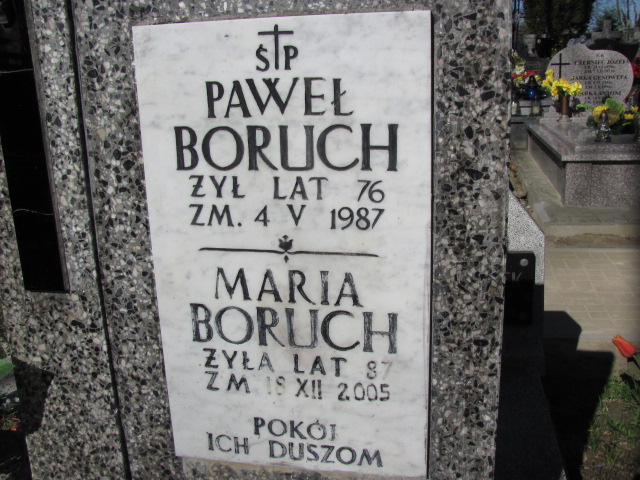 ŚP
PAWEŁ
BORUCH
ŻYŁ LAT 76
ZM. 4 V 1987
MARIA
BORUCH
ŻYŁA LAT 87
ZM 18 XII 2005
POKÓJ
ICH DUSZOM